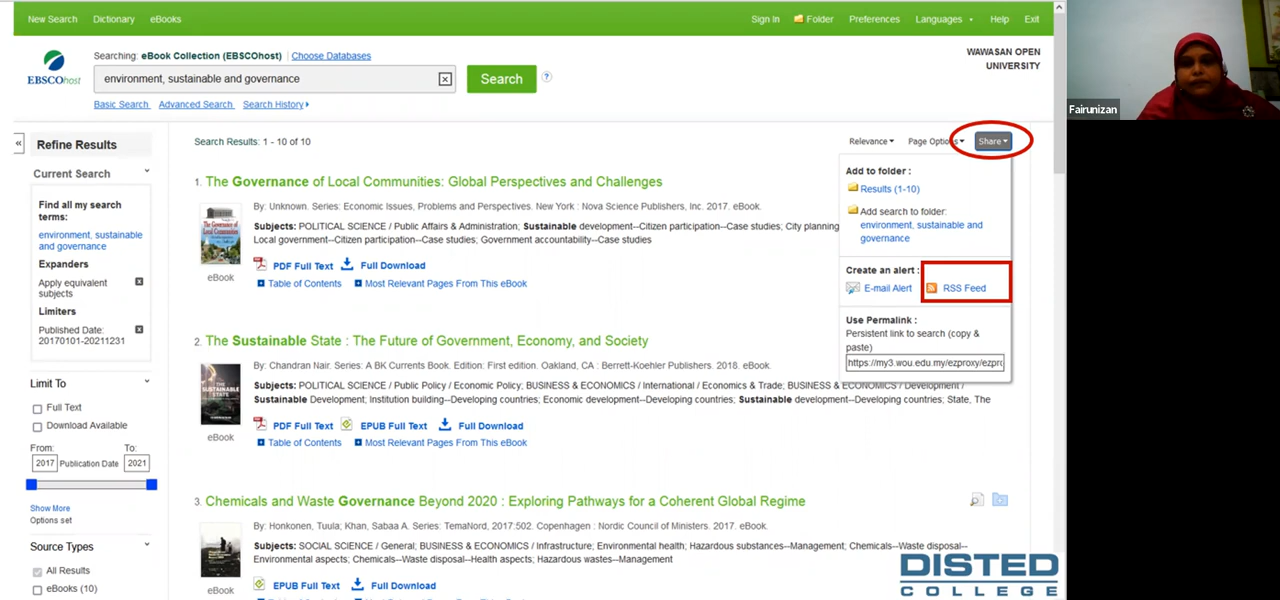 New Search Dictionary eBooks Sign In Folder Preferences Languages Help Exit
EBSCOhost
Searching: eBook Collection (EBSCOhost) Choose Databases
WAWASAN OPEN
UNIVERSITY
environment, sustainable and governance
Search
?
Basic Search Advanced Search Search History
Fairunizan
«
Refine Results
Current Search
Find all my search
terms:
environment, sustainable
and governance
Expanders
Apply equivalent
subjects
Limiters
Published Date:
20170101-20211231
Limit To
Full Text
Download Available
From: To:
2017 Publication Date 2021
Show More
Options set
Source Types
All Results
eBooks (10)
Search Results: 1 - 10 of 10
Relevance Page Options Share
1. The Governance of Local Communities: Global Perspectives and Challenges
By: Unknown. Series: Economic Issues, Problems and Perspectives. New York : Nova Science Publishers, Inc. 2017. eBook.
Subjects: POLITICAL SCIENCE / Public Affairs & Administration; Sustainable development--Citizen participation--Case studies; City planning
Local government--Citizen participation--Case studies; Government accountability--Case studies
eBook
PDF Full Text Full Download
Table of Contents Most Relevant Pages From This eBook
2. The Sustainable State : The Future of Government, Economy, and Society
By: Chandran Nair. Series: A BK Currents Book. Edition: First edition. Oakland, CA : Berrett-Koehler Publishers. 2018. eBook.
Subjects: POLITICAL SCIENCE / Public Policy / Economic Policy; BUSINESS & ECONOMICS / International / Economics & Trade; BUSINESS & ECONOMICS / Development /
Sustainable Development; Institution building--Developing countries; Economic development--Developing countries; Sustainable development--Developing countries; State, The
eBook
PDF Full Text EPUB Full Text Full Download
Table of Contents Most Relevant Pages From This eBook
3. Chemicals and Waste Governance Beyond 2020 : Exploring Pathways for a Coherent Global Regime
By: Honkonen, Tuula; Khan, Sabaa A. Series: TemaNord, 2017:502. Copenhagen : Nordic Council of Ministers. 2017. eBook.
Subjects: SOCIAL SCIENCE / General; BUSINESS & ECONOMICS / Infrastructure; Environmental health; Hazardous substances--Management; Chemicals--Waste disposal--
Environmental aspects; Chemicals--Waste disposal--Health aspects; Hazardous wastes--Management
eBook
EPUB Full Text Full Download
Add to folder :
Results (1-10)
Add search to folder:
environment, sustainable and
governance
Create an alert :
E-mail Alert RSS Feed
Use Permalink :
Persistent link to search (copy &
paste)
https://my3.wou.edu.my/ezproxy/ezpr
DISTED
COLLEGE